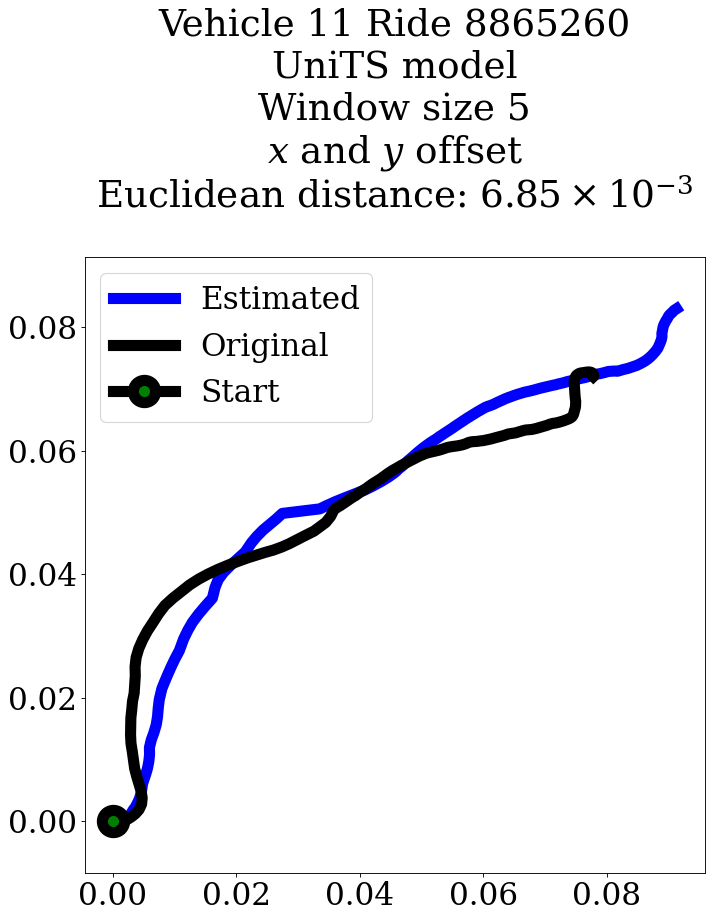 Vehicle 11 Ride 8865260
UniTS model
Window size 5
x and y offset
Euclidean distance: 6.85 × 10⁻³
Estimated
Original
Start
0.08
0.06
0.04
0.02
0.00
0.00 0.02 0.04 0.06 0.08